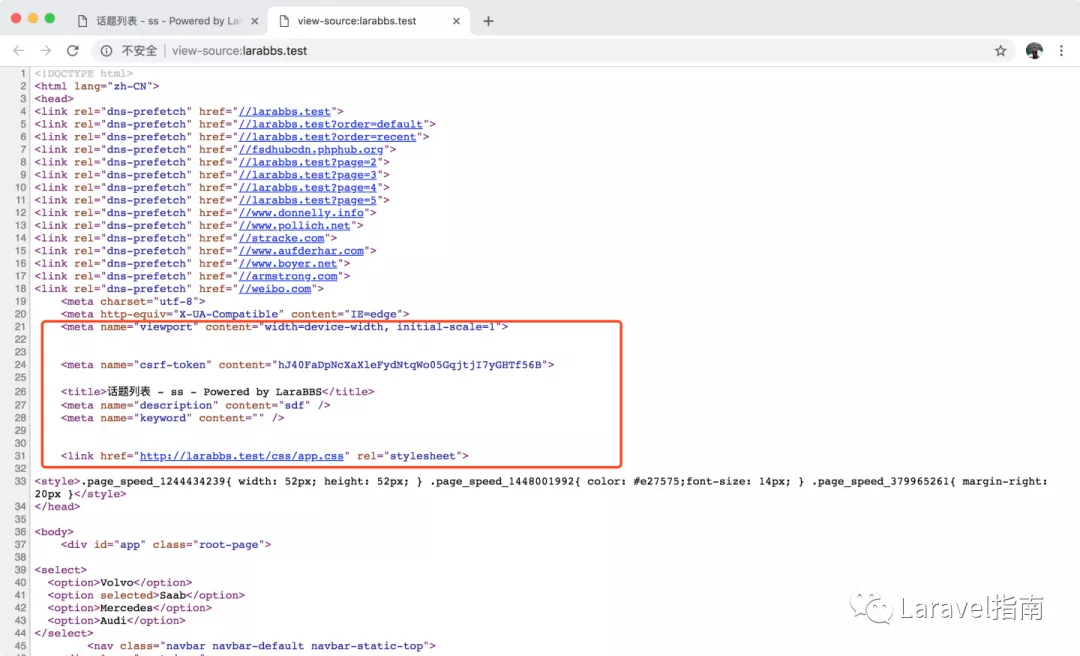 话题列表 - ss - Powered by Lar
view-source:larabbs.test
不安全 | view-source:larabbs.test
1 <!DOCTYPE html>
2 <html lang="zh-CN">
3 <head>
4 <link rel="dns-prefetch" href="//larabbs.test">
5 <link rel="dns-prefetch" href="//larabbs.test?order=default">
6 <link rel="dns-prefetch" href="//larabbs.test?order=recent">
7 <link rel="dns-prefetch" href="//fsdhubcdn.phphub.org">
8 <link rel="dns-prefetch" href="//larabbs.test?page=2">
9 <link rel="dns-prefetch" href="//larabbs.test?page=3">
10 <link rel="dns-prefetch" href="//larabbs.test?page=4">
11 <link rel="dns-prefetch" href="//larabbs.test?page=5">
12 <link rel="dns-prefetch" href="//www.donnelly.info">
13 <link rel="dns-prefetch" href="//www.pollich.net">
14 <link rel="dns-prefetch" href="//stracke.com">
15 <link rel="dns-prefetch" href="//www.aufderhar.com">
16 <link rel="dns-prefetch" href="//www.boyer.net">
17 <link rel="dns-prefetch" href="//armstrong.com">
18 <link rel="dns-prefetch" href="//weibo.com">
19 <meta charset="utf-8">
20 <meta http-equiv="X-UA-Compatible" content="IE=edge">
21 <meta name="viewport" content="width=device-width, initial-scale=1">
22
23
24 <meta name="csrf-token" content="hJ40FaDpNcXaXleFydNtqWo05GqjtjI7yGHTf56B">
25
26 <title>话题列表 - ss - Powered by LaraBBS</title>
27 <meta name="description" content="sdf" />
28 <meta name="keyword" content="" />
29
30
31 <link href="http://larabbs.test/css/app.css" rel="stylesheet">
32
33 <style>.page_speed_1244434239{ width: 52px; height: 52px; } .page_speed_1448001992{ color: #e27575;font-size: 14px; } .page_speed_379965261{ margin-right:
20px }</style>
34 </head>
35
36 <body>
37 <div id="app" class="root-page">
38
39 <select>
40 <option>Volvo</option>
41 <option selected>Saab</option>
42 <option>Mercedes</option>
43 <option>Audi</option>
44 </select>
45 <nav class="navbar navbar-default navbar-static-top">
Laravel指南